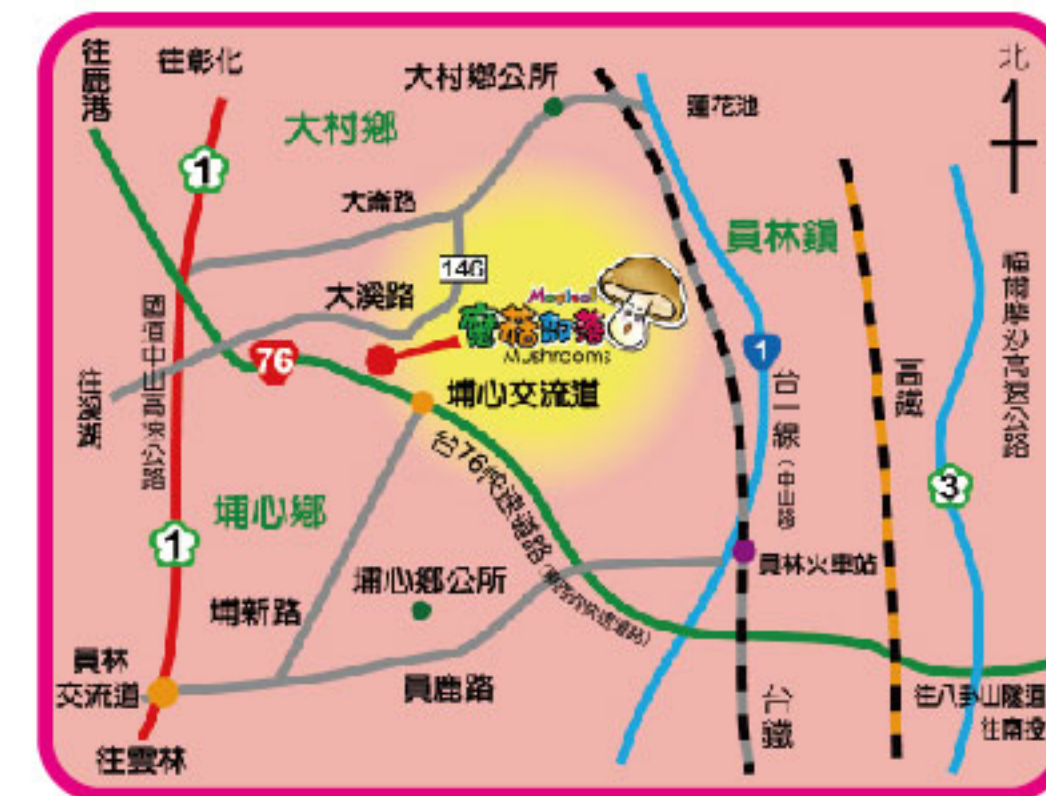 往鹿港
往彰化
大村鄉公所
北
大村鄉
1
蓮花池
大崙路
員林鎮
146
大溪路
Magical
魔菇部落
Mushrooms
福爾摩沙高速公路
國道中山高速公路
76
1
高鐵
往溪湖
埔心交流道
台一線(中山路
台76快速道路
3
埔心鄉
1
員林火車站
埔心鄉公所
埔新路
員林
交流道
員鹿路
台鐵
往八卦山隧道
往南投
往雲林